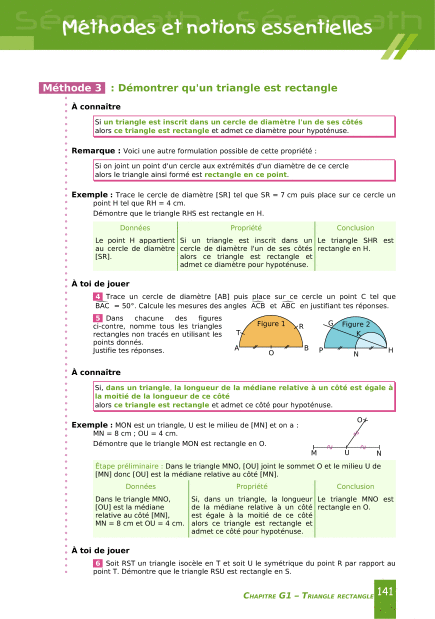 Méthodes et notions essentielles
Méthode 3 : Démontrer qu'un triangle est rectangle
À connaître
Si un triangle est inscrit dans un cercle de diamètre l'un de ses côtés
alors ce triangle est rectangle et admet ce diamètre pour hypoténuse.
Remarque : Voici une autre formulation possible de cette propriété :
Si on joint un point d'un cercle aux extrémités d'un diamètre de ce cercle
alors le triangle ainsi formé est rectangle en ce point.
Exemple : Trace le cercle de diamètre [SR] tel que SR = 7 cm puis place sur ce cercle un
point H tel que RH = 4 cm.
Démontre que le triangle RHS est rectangle en H.
Données Propriété Conclusion
Le point H appartient Si un triangle est inscrit dans un Le triangle SHR est
au cercle de diamètre cercle de diamètre l'un de ses côtés rectangle en H.
[SR]. alors ce triangle est rectangle et
admet ce diamètre pour hypoténuse.
À toi de jouer
4 Trace un cercle de diamètre [AB] puis place sur ce cercle un point C tel que
BAC = 50°. Calcule les mesures des angles ACB et ABC en justifiant tes réponses.
5 Dans chacune des figures
ci-contre, nomme tous les triangles
rectangles non tracés en utilisant les
points donnés.
Justifie tes réponses.
Figure 1
T
R
A
O
B
Figure 2
G
K
P
N
H
À connaître
Si, dans un triangle, la longueur de la médiane relative à un côté est égale à
la moitié de la longueur de ce côté
alors ce triangle est rectangle et admet ce côté pour hypoténuse.
Exemple : MON est un triangle, U est le milieu de [MN] et on a :
MN = 8 cm ; OU = 4 cm.
Démontre que le triangle MON est rectangle en O.
O
M U N
Étape préliminaire : Dans le triangle MNO, [OU] joint le sommet O et le milieu U de
[MN] donc [OU] est la médiane relative au côté [MN].
Données Propriété Conclusion
Dans le triangle MNO, Si, dans un triangle, la longueur Le triangle MNO est
[OU] est la médiane de la médiane relative à un côté rectangle en O.
relative au côté [MN], est égale à la moitié de ce côté
MN = 8 cm et OU = 4 cm. alors ce triangle est rectangle et
admet ce côté pour hypoténuse.
À toi de jouer
6 Soit RST un triangle isocèle en T et soit U le symétrique du point R par rapport au
point T. Démontre que le triangle RSU est rectangle en S.
CHAPITRE G1 – TRIANGLE RECTANGLE 141